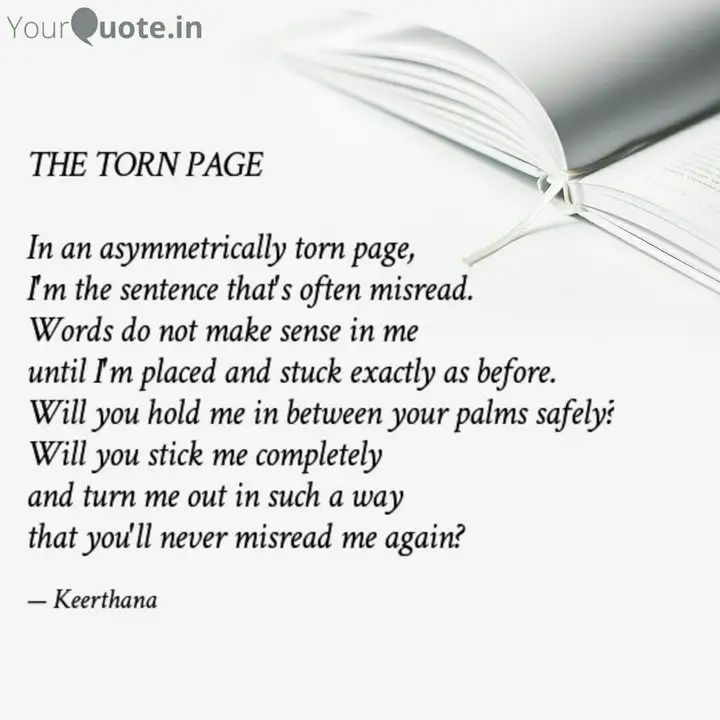 YourQuote.in
THE TORN PAGE
In an asymmetrically torn page,
I'm the sentence that's often misread.
Words do not make sense in me
until I'm placed and stuck exactly as before.
Will you hold me in between your palms safely?
Will you stick me completely
and turn me out in such a way
that you'll never misread me again?
— Keerthana